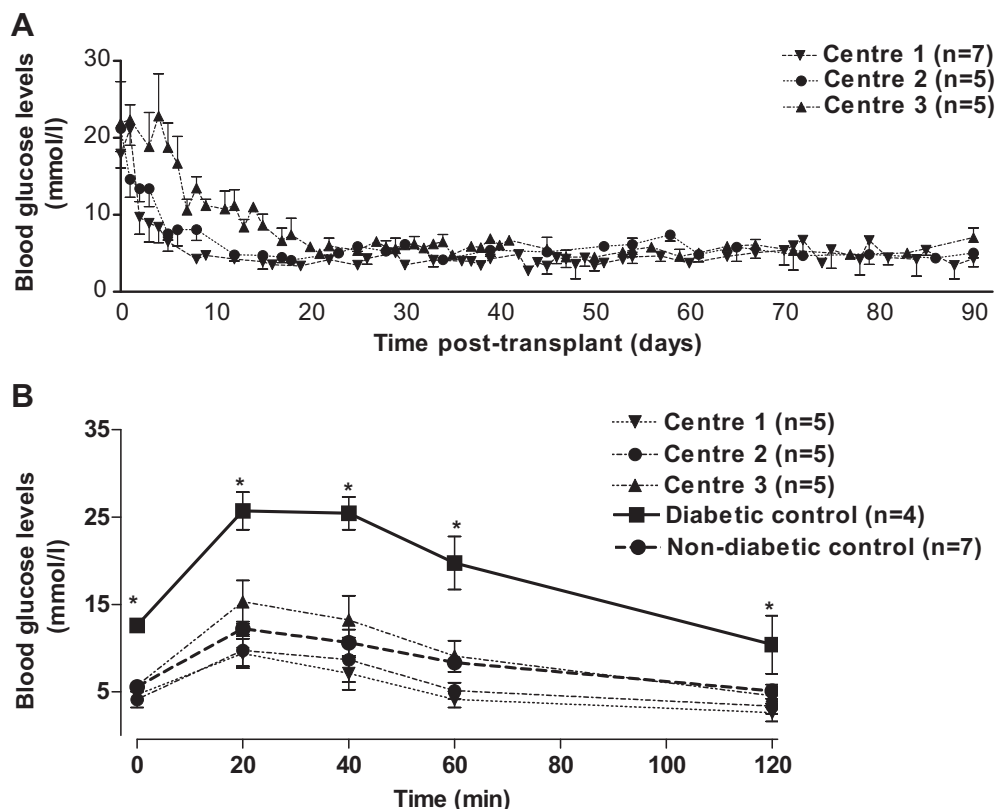 A
Blood glucose levels
(mmol/l)
30
20
10
0
Centre 1 (n=7)
Centre 2 (n=5)
Centre 3 (n=5)
0 10 20 30 40 50 60 70 80 90
Time post-transplant (days)
B
Blood glucose levels
(mmol/l)
35
25
15
5
Centre 1 (n=5)
Centre 2 (n=5)
Centre 3 (n=5)
Diabetic control (n=4)
Non-diabetic control (n=7)
* * * * *
0 20 40 60 80 100 120
Time (min)